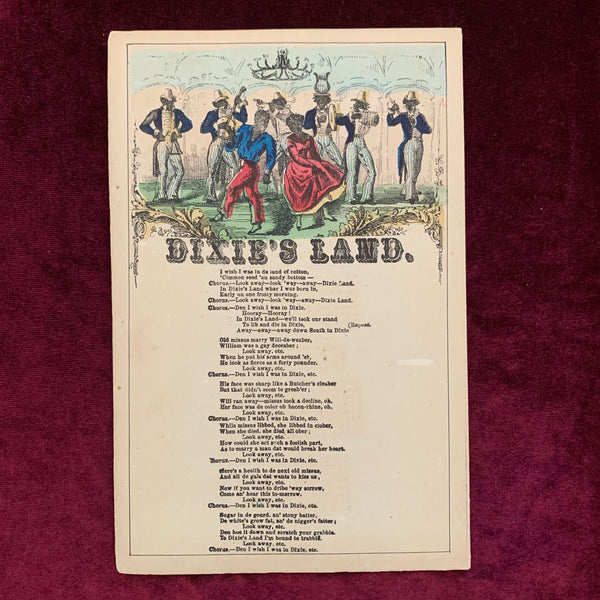 DIXIE'S LAND.
I wish I was in de land of cotton,
'Cimmon seed 'an sandy bottom —
Chorus.—Look away—look 'way—away—Dixie Land.
In Dixie's Land whar I was born in,
Early on one frosty morning.
Chorus.—Look away—look 'way—away—Dixie Land.
Chorus.—Den I wish I was in Dixie.
Hooray—Hooray!
In Dixie's Land—we'll took our stand
To lib and die in Dixie, (Repeat.
Away—away—away down South in Dixie
Old missus marry Will-de-weaber,
William was a gay deceaber;
Look away, etc.
When he put his arms around 'er,
He look as fierce as a forty pounder.
Look away, etc.
Chorus.—Den I wish I was in Dixie, etc.
His face was sharp like a Butcher's cleaber
But that didn't seem to greab'er;
Look away, etc.
Will ran away—missus took a decline, oh,
Her face was de color ob bacon-rhine, oh,
Look away, etc.
Chorus.—Den I wish I was in Dixie, etc.
While missus libbed, she libbed in clober,
When she died, she died all ober;
Look away, etc.
How could she act such a foolish part,
As to marry a man dat would break her heart.
Look away, etc.
Chorus.—Den I wish I was in Dixie, etc.
Here's a health to de next old missus,
And all de gals dat wants to kiss us,
Look away, etc.
Now if you want to dribe 'way sorrow,
Come an' hear this to-morrow.
Look away, etc.
Chorus.—Den I wish I was in Dixie, etc.
Sugar in de gourd, an' stony batter,
De white's grow fat, an' de nigger's fatter;
Look away, etc.
Den hoe it down and scratch your grabble,
To Dixie's Land I'm bound to trabble.
Look away, etc.
Chorus.—Den I wish I was in Dixie, etc.